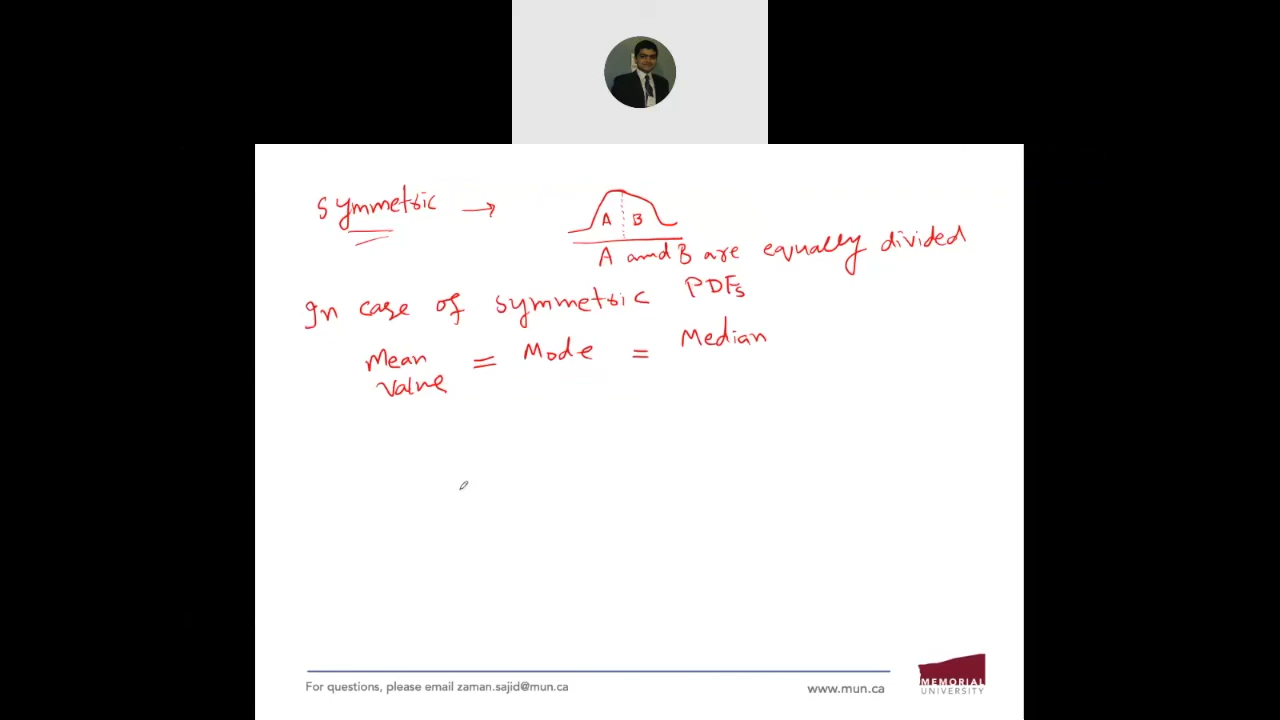 symmetric →
A B
A and B are equally divided
In case of symmetric PDFs
Mean value = Mode = Median
For questions, please email zaman.sajid@mun.ca
www.mun.ca
MEMORIAL
UNIVERSITY